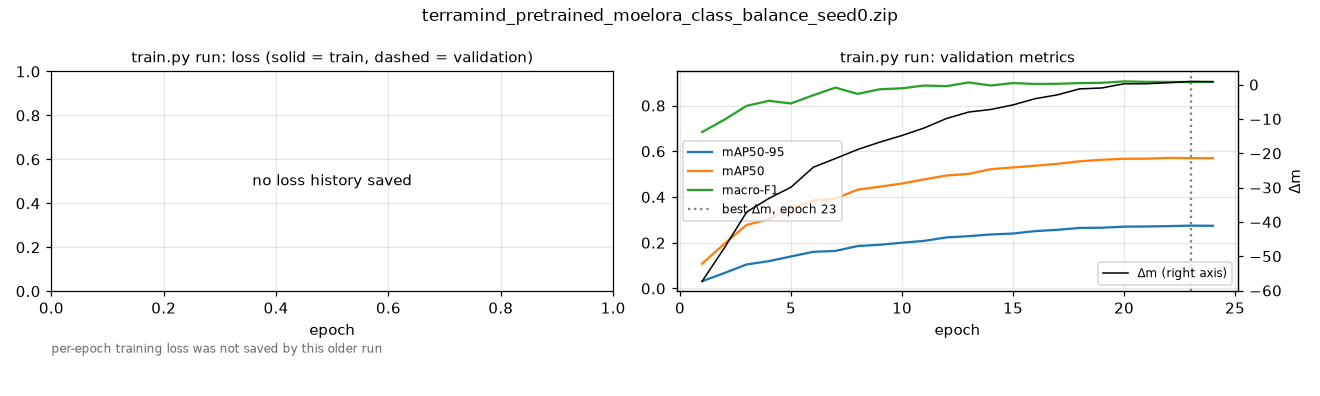 terramind_pretrained_moelora_class_balance_seed0.zip
train.py run: loss (solid = train, dashed = validation)
1.0
0.8
0.6
0.4
0.2
0.0
no loss history saved
0.0 0.2 0.4 0.6 0.8 1.0
epoch
per-epoch training loss was not saved by this older run
train.py run: validation metrics
0.8
0.6
0.4
0.2
0.0
mAP50-95
mAP50
macro-F1
best Δm, epoch 23
Δm (right axis)
0
−10
−20
−30
−40
−50
−60
Δm
0 5 10 15 20 25
epoch